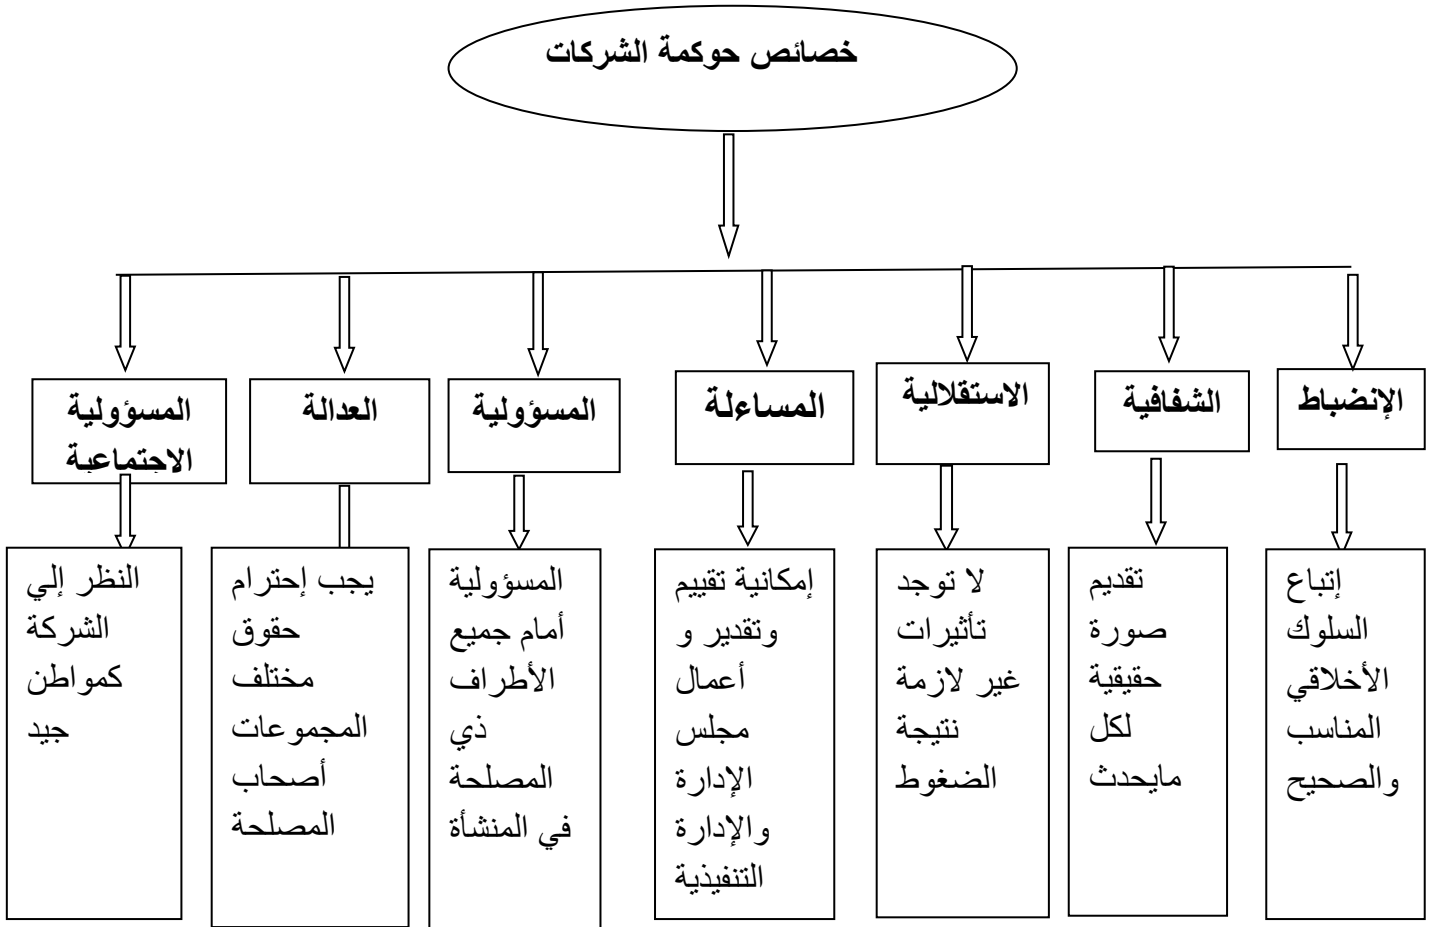 خصائص حوكمة الشركات
الإنضباط
الشفافية
الاستقلالية
المساءلة
المسؤولية
العدالة
المسؤولية
الاجتماعية
إتباع
السلوك
الأخلاقي
المناسب
والصحيح
تقديم
صورة
حقيقية
لكل
مايحدث
لا توجد
تأثيرات
غير لازمة
نتيجة
الضغوط
إمكانية تقييم
وتقدير و
أعمال
مجلس
الإدارة
والإدارة
التنفيذية
المسؤولية
أمام جميع
الأطراف
ذي
المصلحة
في المنشأة
يجب إحترام
حقوق
مختلف
المجموعات
أصحاب
المصلحة
النظر إلي
الشركة
كمواطن
جيد